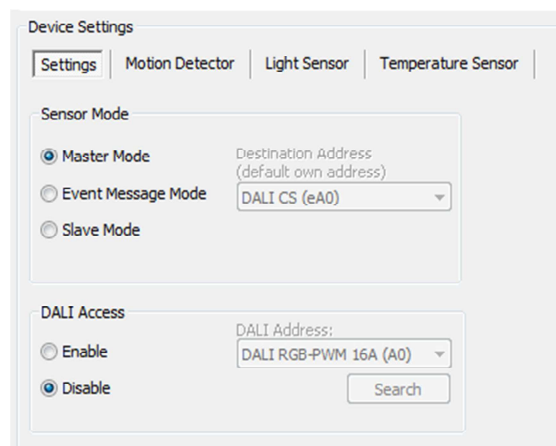 Device Settings
Settings Motion Detector Light Sensor Temperature Sensor
Sensor Mode
Master Mode
Destination Address
(default own address)
Event Message Mode
DALI CS (eA0)
Slave Mode
DALI Access
DALI Address:
Enable
DALI RGB-PWM 16A (A0)
Disable
Search